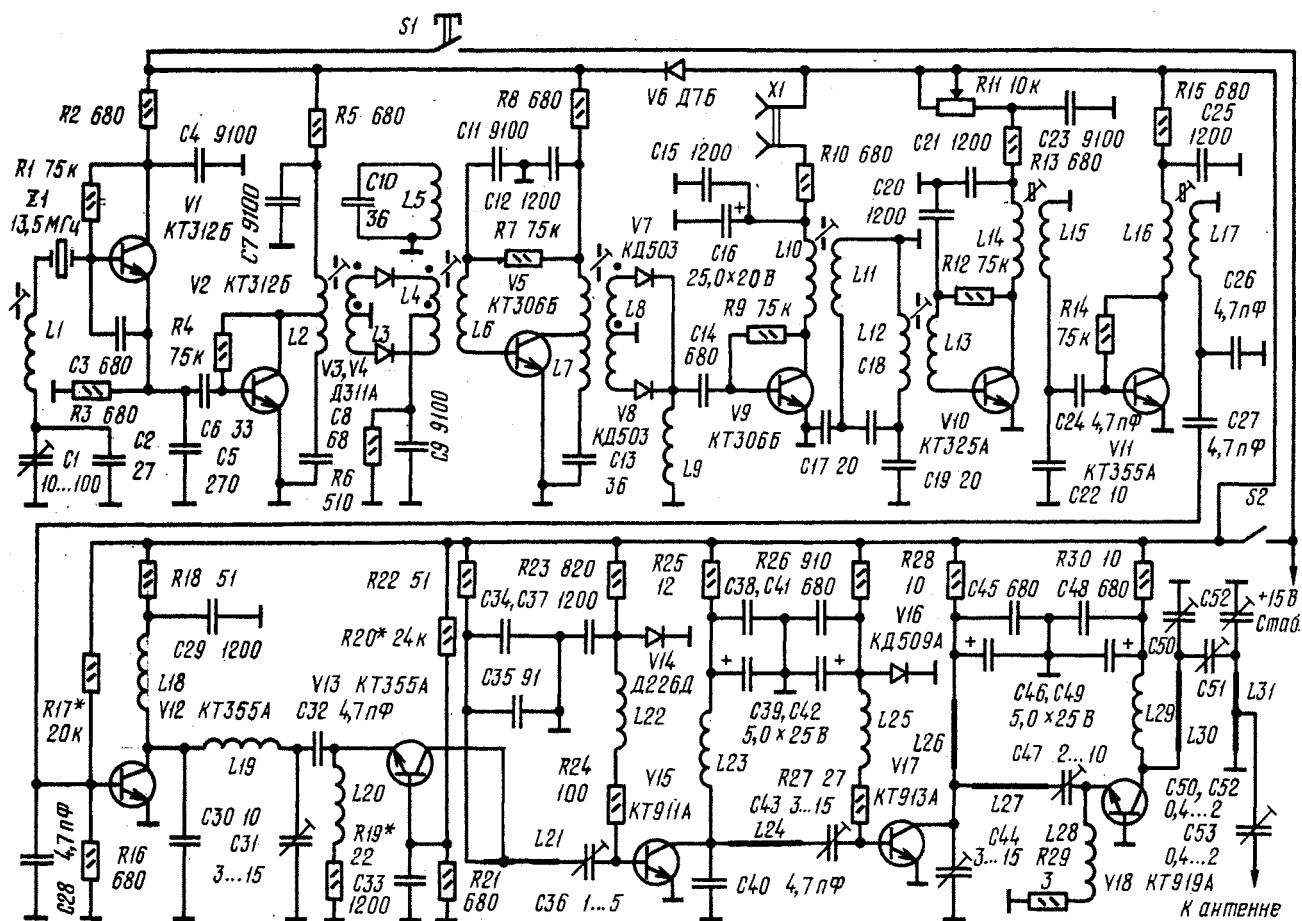 S1
R2 680
C4 9100
R1 75к
Z1
13,5 МГц
V1
КТ312Б
R5 680
C7 9100
C10
36
L5
R8 680
C11 9100
C12 1200
R7 75к
V5
КТ306Б
V6 Д7Б
X1
R11 10к
R15 680
C25
1200
C21 1200
C23 9100
R13 680
C15 1200
R10 680
C20
1200
C16
25,0×20 В
V7
КД503
L10
L11
L14
L15
L16
L17
R12 75к
C26
4,7пФ
V2 КТ312Б
R4
75к
L1
C3 680
R3 680
C1
10...100
C2
27
C6 33
C5
270
L2
L3
L4
V3, V4
Д311А
C8
68
R6
510
C9 9100
L6
L7
L8
R9 75к
C14
680
V8
КД503
C13
36
L9
V9
КТ306Б
L12
C18
L13
C17 20
C19 20
V10
КТ325А
R14
75к
C24 4,7пФ
V11
КТ355А
C22 10
C27
4,7пФ
S2
R18 51
C29 1200
L18
R17*
20к
V12 КТ355А
R22 51
R20* 24к
V13 КТ355А
C32 4,7пФ
R23 820
C34, C37 1200
C35 91
R25
12
V14
Д226Д
L22
R26 910
C38, C41 680
C39, C42
5,0×25 В
R28
10
V16
КД509А
L25
R30 10
C45 680
C48 680
C46, C49
5,0×25 В
C52
C50
+15 В
Стаб.
C51
L31
L29
L30
L19
L20
R24
100
V15
КТ911А
L23
R27 27
C43 3...15
L24
V17
КТ913А
L26
C47 2...10
L27
C44
3...15
L28
R29
3
V18 КТ919А
C50, C52
0,4...2
C53
0,4...2
C28 4,7пФ
R16
680
C30 10
C31
3...15
R19*
22
C33
1200
L21
R21
680
C36 1...5
C40 4,7пФ
К антенне